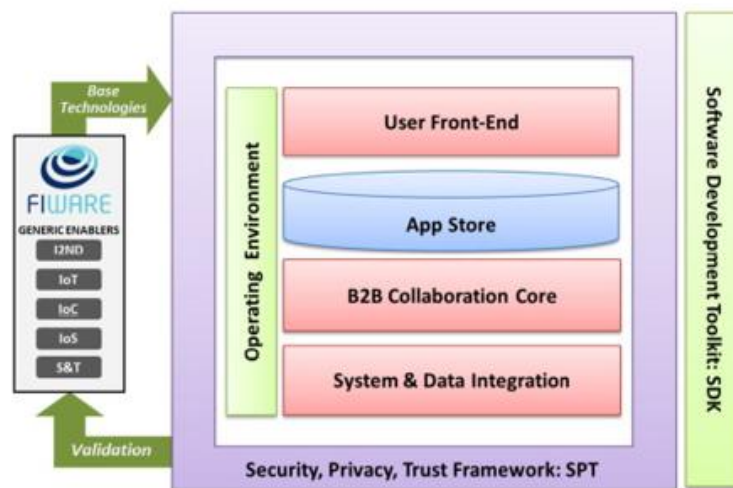 Base
Technologies
FIWARE
GENERIC ENABLERS
I2ND
IoT
IoC
IoS
S&T
Validation
Operating Environment
User Front-End
App Store
B2B Collaboration Core
System & Data Integration
Security, Privacy, Trust Framework: SPT
Software Development Toolkit: SDK